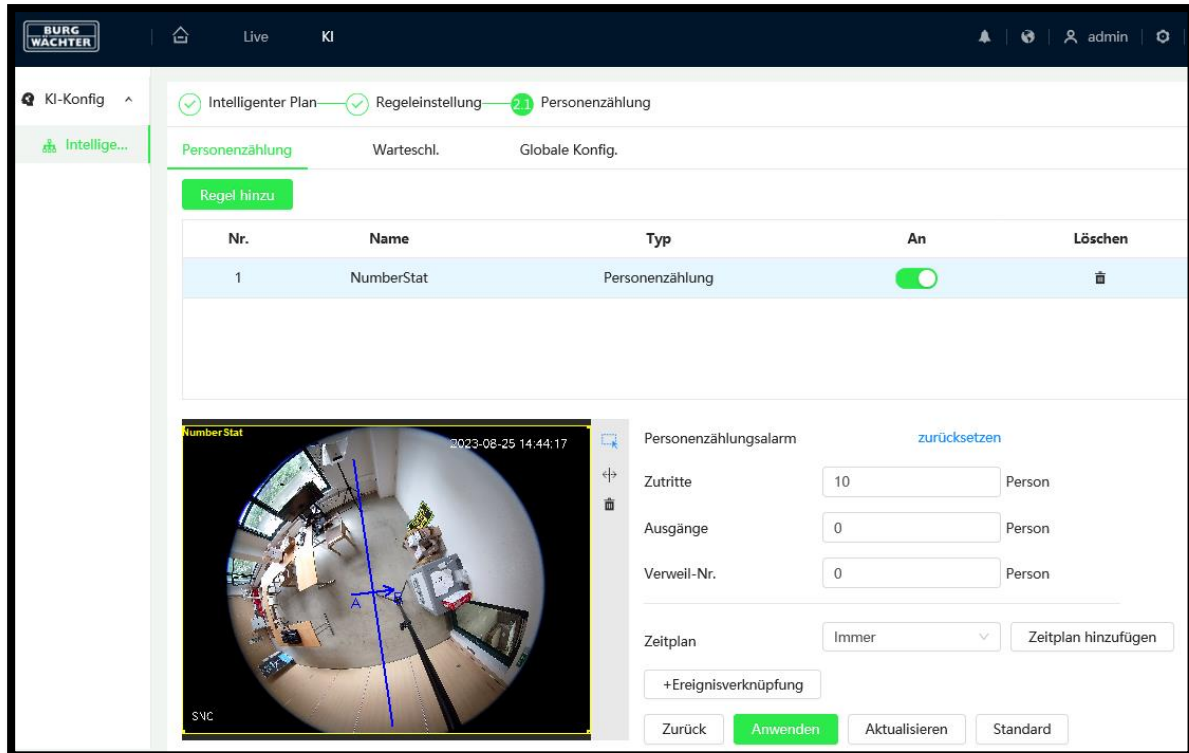 BURG
WÄCHTER
Live
KI
admin
KI-Konfig
Intellige...
Intelligenter Plan
Regeleinstellung
2.1
Personenzählung
Personenzählung
Warteschl.
Globale Konfig.
Regel hinzu
Nr.
Name
Typ
An
Löschen
1
NumberStat
Personenzählung
NumberStat
2023-08-25 14:44:17
A
B
SNC
Personenzählungsalarm
zurücksetzen
Zutritte
10
Person
Ausgänge
0
Person
Verweil-Nr.
0
Person
Zeitplan
Immer
Zeitplan hinzufügen
+Ereignisverknüpfung
Zurück
Anwenden
Aktualisieren
Standard